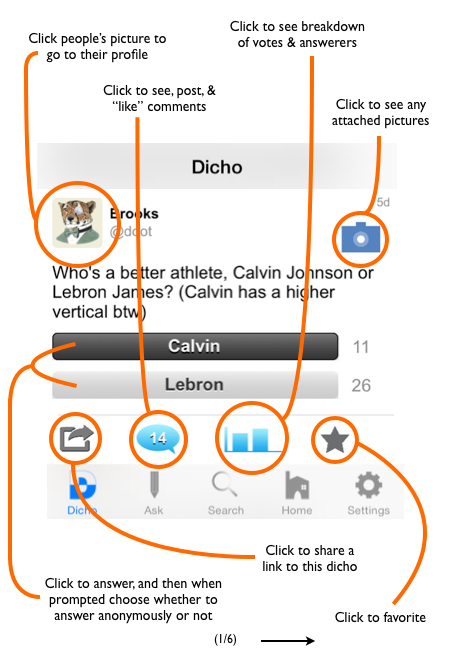 Click to see breakdown
of votes & answerers
Click people's picture to
go to their profile
Click to see, post, &
“like” comments
Click to see any
attached pictures
Dicho
5d
Brooks
@doot
Who's a better athlete, Calvin Johnson or
Lebron James? (Calvin has a higher
vertical btw)
Calvin 11
Lebron 26
14
Dicho Ask Search Home Settings
Click to share a
link to this dicho
Click to answer, and then when
prompted choose whether to
answer anonymously or not
Click to favorite
(1/6)